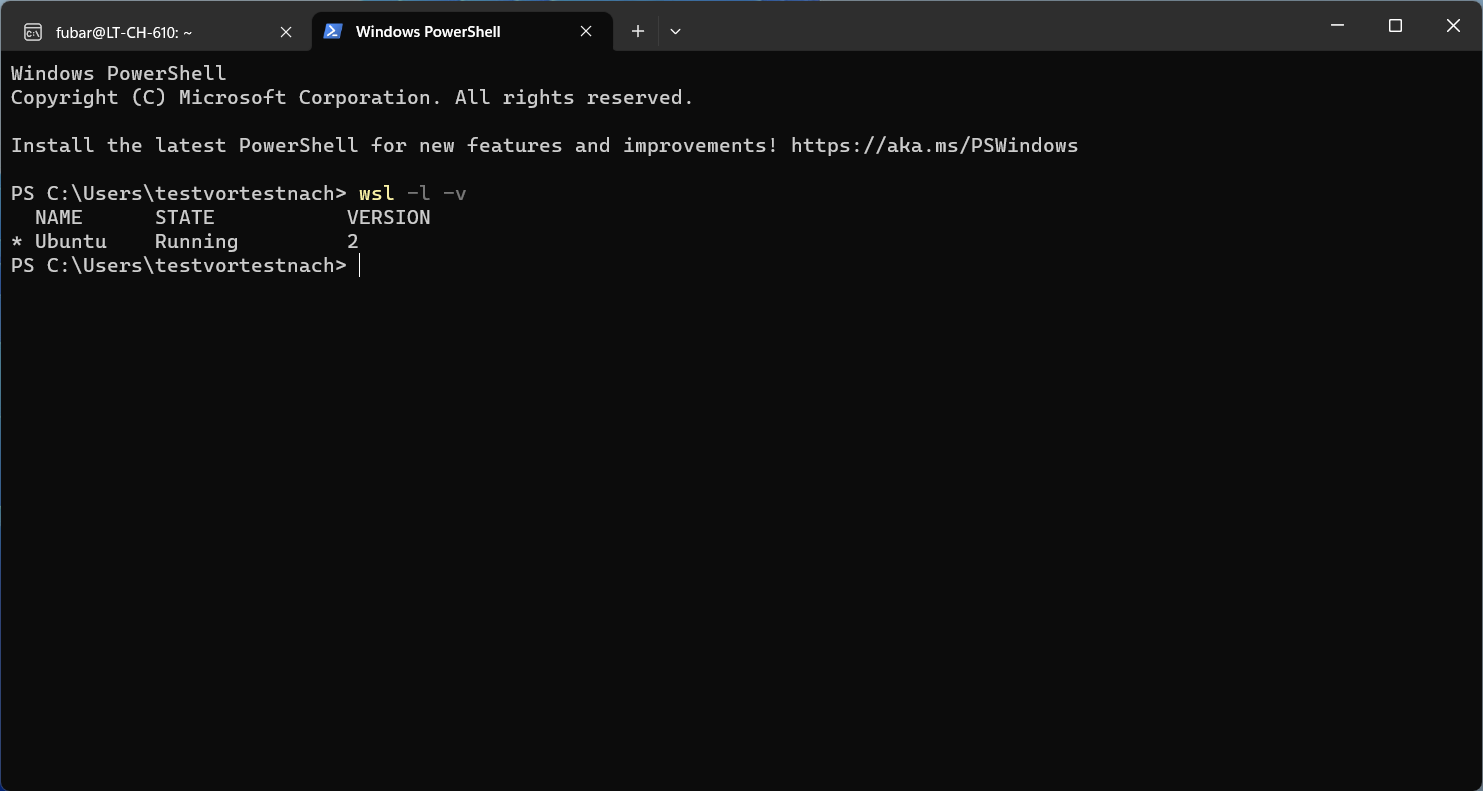 fubar@LT-CH-610: ~
Windows PowerShell
Windows PowerShell
Copyright (C) Microsoft Corporation. All rights reserved.
Install the latest PowerShell for new features and improvements! https://aka.ms/PSWindows
PS C:\Users\testvortestnach> wsl -l -v
NAME STATE VERSION
* Ubuntu Running 2
PS C:\Users\testvortestnach>